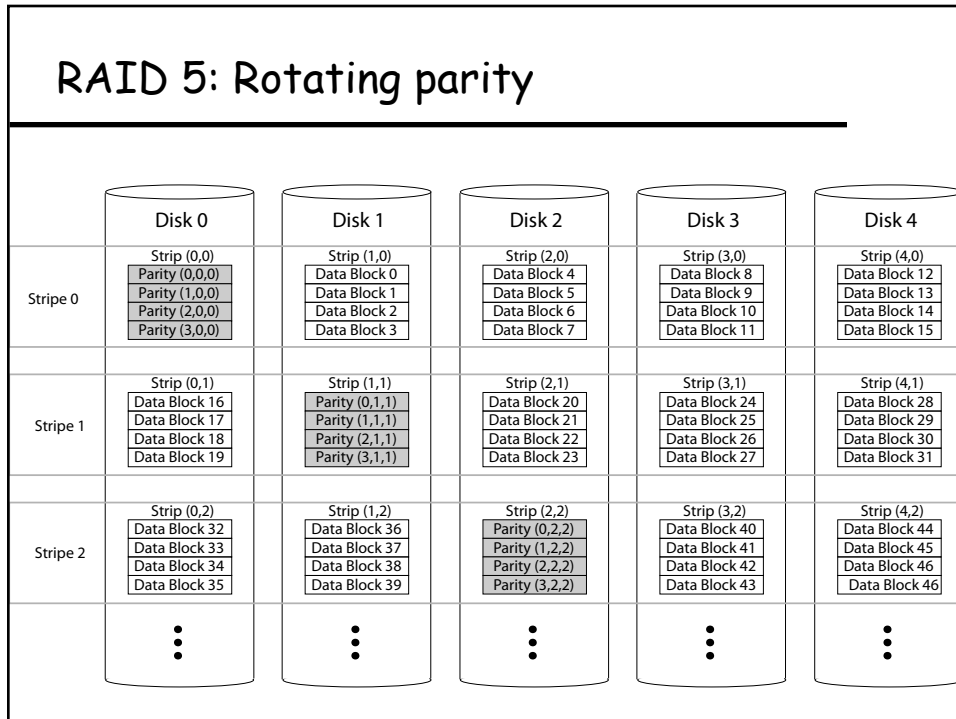 RAID 5: Rotating parity
Disk 0 Disk 1 Disk 2 Disk 3 Disk 4
Stripe 0
Strip (0,0)
Parity (0,0,0)
Parity (1,0,0)
Parity (2,0,0)
Parity (3,0,0)
Strip (1,0)
Data Block 0
Data Block 1
Data Block 2
Data Block 3
Strip (2,0)
Data Block 4
Data Block 5
Data Block 6
Data Block 7
Strip (3,0)
Data Block 8
Data Block 9
Data Block 10
Data Block 11
Strip (4,0)
Data Block 12
Data Block 13
Data Block 14
Data Block 15
Stripe 1
Strip (0,1)
Data Block 16
Data Block 17
Data Block 18
Data Block 19
Strip (1,1)
Parity (0,1,1)
Parity (1,1,1)
Parity (2,1,1)
Parity (3,1,1)
Strip (2,1)
Data Block 20
Data Block 21
Data Block 22
Data Block 23
Strip (3,1)
Data Block 24
Data Block 25
Data Block 26
Data Block 27
Strip (4,1)
Data Block 28
Data Block 29
Data Block 30
Data Block 31
Stripe 2
Strip (0,2)
Data Block 32
Data Block 33
Data Block 34
Data Block 35
Strip (1,2)
Data Block 36
Data Block 37
Data Block 38
Data Block 39
Strip (2,2)
Parity (0,2,2)
Parity (1,2,2)
Parity (2,2,2)
Parity (3,2,2)
Strip (3,2)
Data Block 40
Data Block 41
Data Block 42
Data Block 43
Strip (4,2)
Data Block 44
Data Block 45
Data Block 46
Data Block 46